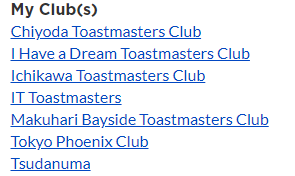 My Club(s)
Chiyoda Toastmasters Club
I Have a Dream Toastmasters Club
Ichikawa Toastmasters Club
IT Toastmasters
Makuhari Bayside Toastmasters Club
Tokyo Phoenix Club
Tsudanuma